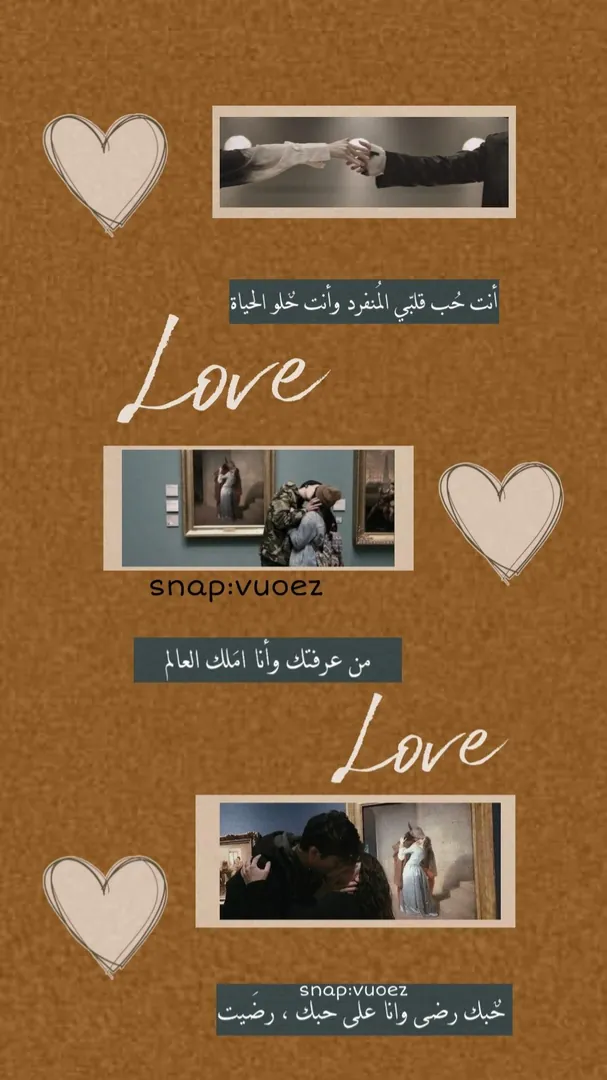 أنت حُب قلبّي المُنفرد وأنت حّلو الحياة
Love
snap:vuoez
من عرفتك وأنا امَلك العالم
Love
snap:vuoez
حّبك رضى وانا على حبك ، رضَيت